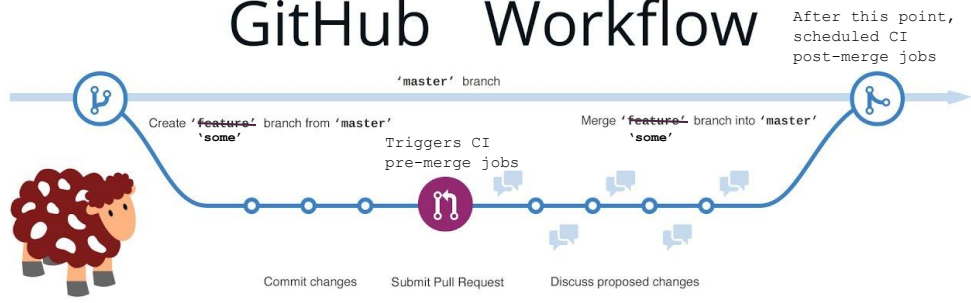 GitHub Workflow
After this point,
scheduled CI
post-merge jobs
'master' branch
Create 'feature' branch from 'master'
'some'
Merge 'feature' branch into 'master'
'some'
Triggers CI
pre-merge jobs
Commit changes
Submit Pull Request
Discuss proposed changes